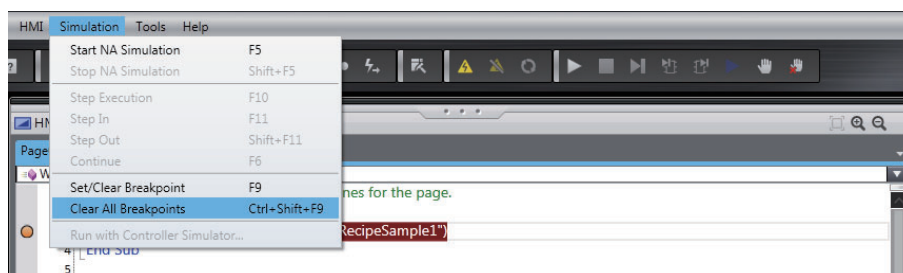 HMI Simulation Tools Help
Start NA Simulation F5
Stop NA Simulation Shift+F5
Step Execution F10
Step In F11
Step Out Shift+F11
Continue F6
Set/Clear Breakpoint F9
Clear All Breakpoints Ctrl+Shift+F9
Run with Controller Simulator...
Page
nes for the page.
RecipeSample1")
4 End Sub
5